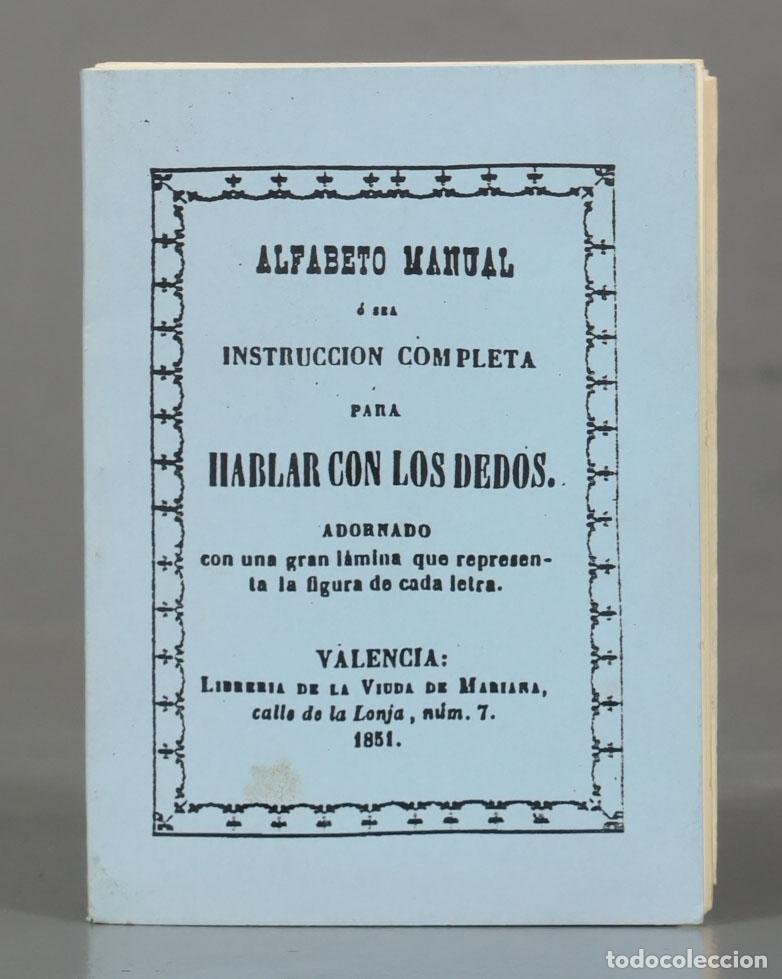 ALFABETO MANUAL
ó SEA
INSTRUCCION COMPLETA
PARA
HABLAR CON LOS DEDOS.
ADORNADO
con una gran lámina que represen-
ta la figura de cada letra.
VALENCIA:
LIBRERIA DE LA VIUDA DE MARIANA,
calle de la Lonja, núm. 7.
1851.
todocoleccion